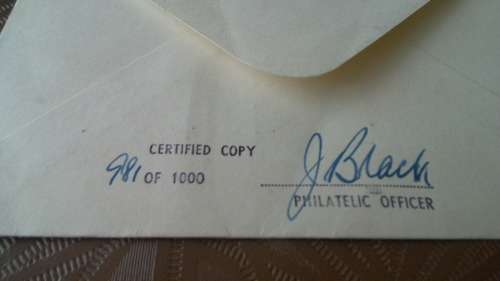 CERTIFIED COPY
981 OF 1000
J Black
PHILATELIC OFFICER